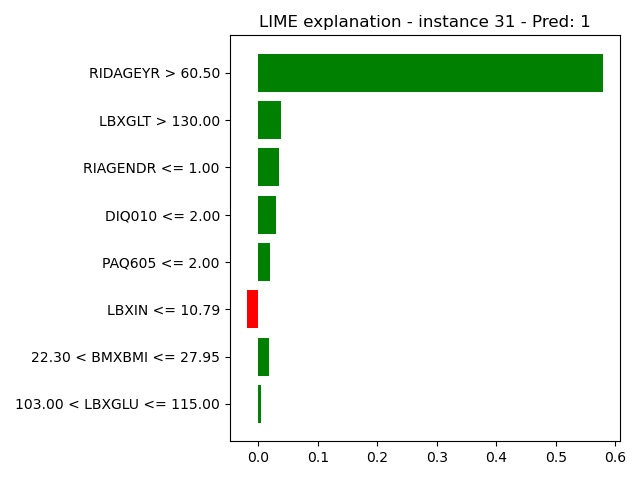 LIME explanation - instance 31 - Pred: 1
RIDAGEYR > 60.50
LBXGLT > 130.00
RIAGENDR <= 1.00
DIQ010 <= 2.00
PAQ605 <= 2.00
LBXIN <= 10.79
22.30 < BMXBMI <= 27.95
103.00 < LBXGLU <= 115.00
0.0 0.1 0.2 0.3 0.4 0.5 0.6